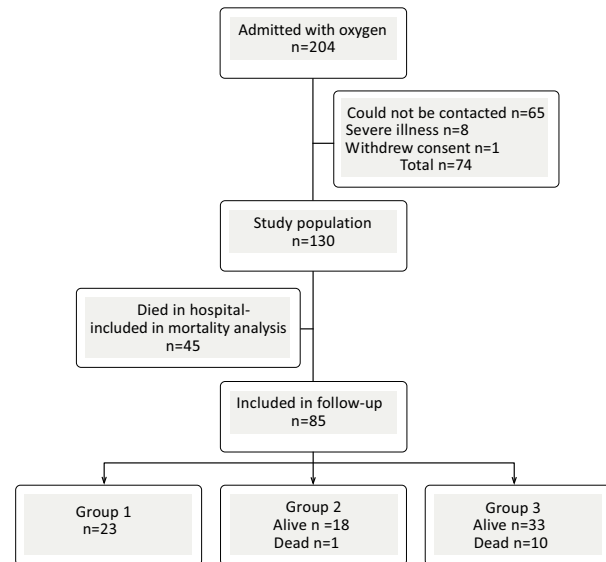 Admitted with oxygen
n=204
Could not be contacted n=65
Severe illness n=8
Withdrew consent n=1
Total n=74
Study population
n=130
Died in hospital-
included in mortality analysis
n=45
Included in follow-up
n=85
Group 1
n=23
Group 2
Alive n =18
Dead n=1
Group 3
Alive n=33
Dead n=10